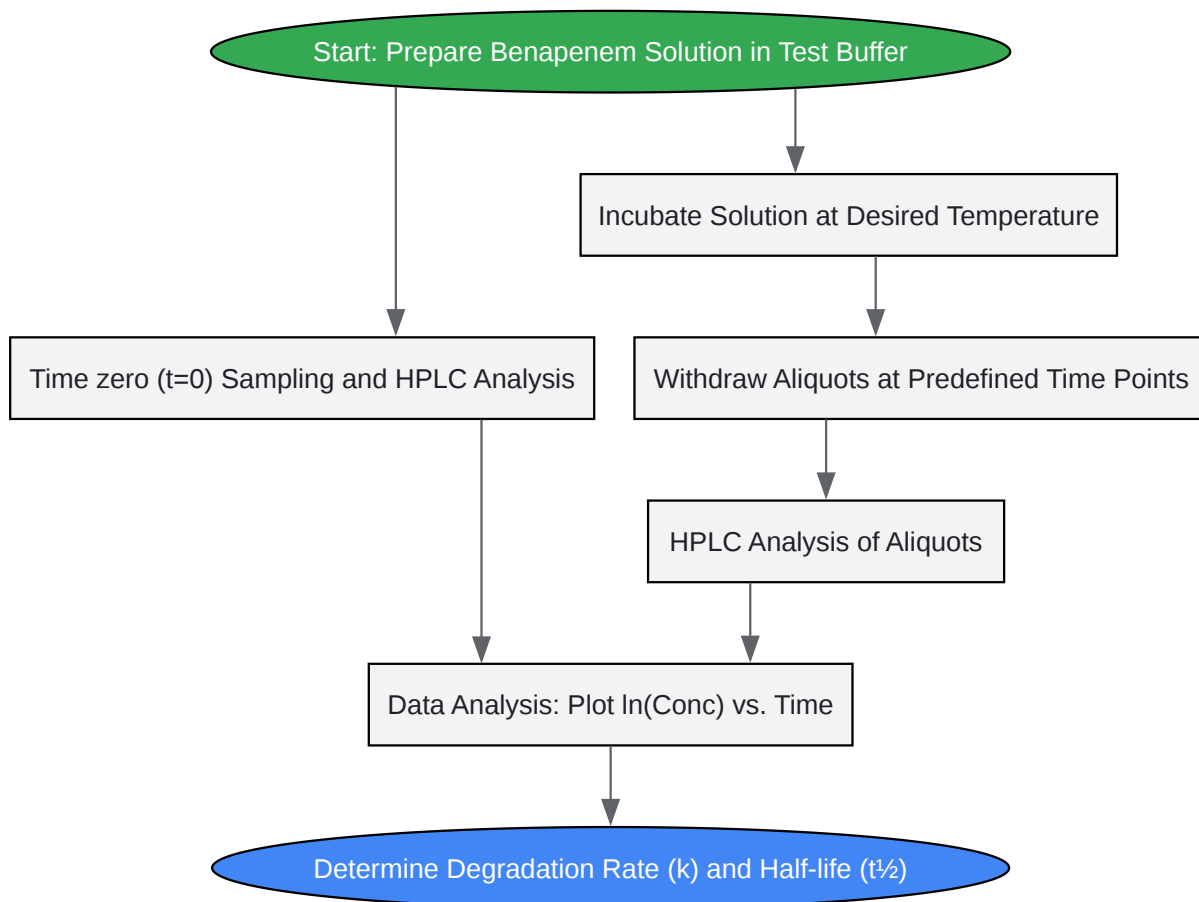 Start: Prepare Benapenem Solution in Test Buffer
Incubate Solution at Desired Temperature
Time zero (t=0) Sampling and HPLC Analysis
Withdraw Aliquots at Predefined Time Points
HPLC Analysis of Aliquots
Data Analysis: Plot ln(Conc) vs. Time
Determine Degradation Rate (k) and Half-life (t½)